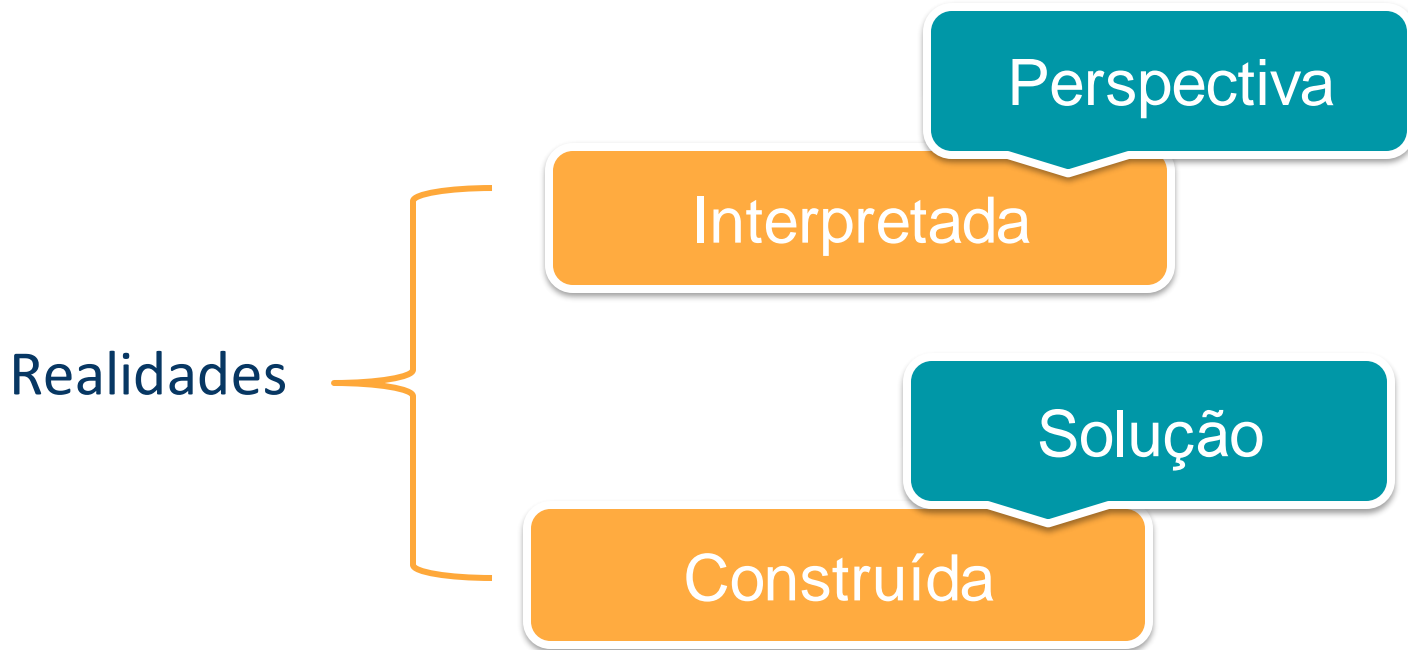 Realidades
Perspectiva
Interpretada
Solução
Construída